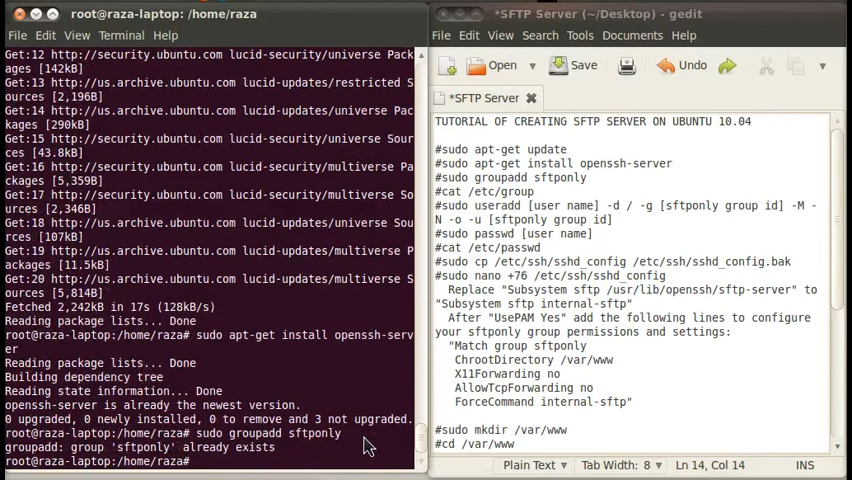 root@raza-laptop: /home/raza
File Edit View Terminal Help
Get:12 http://security.ubuntu.com lucid-security/universe Pack
ages [142kB]
Get:13 http://us.archive.ubuntu.com lucid-updates/restricted S
ources [2,196B]
Get:14 http://us.archive.ubuntu.com lucid-updates/universe Pac
kages [290kB]
Get:15 http://security.ubuntu.com lucid-security/universe Sour
ces [43.8kB]
Get:16 http://security.ubuntu.com lucid-security/multiverse Pa
ckages [5,359B]
Get:17 http://security.ubuntu.com lucid-security/multiverse So
urces [2,346B]
Get:18 http://us.archive.ubuntu.com lucid-updates/universe Sou
rces [107kB]
Get:19 http://us.archive.ubuntu.com lucid-updates/multiverse P
ackages [11.5kB]
Get:20 http://us.archive.ubuntu.com lucid-updates/multiverse S
ources [5,814B]
Fetched 2,242kB in 17s (128kB/s)
Reading package lists... Done
root@raza-laptop:/home/raza# sudo apt-get install openssh-serv
er
Reading package lists... Done
Building dependency tree
Reading state information... Done
openssh-server is already the newest version.
0 upgraded, 0 newly installed, 0 to remove and 3 not upgraded.
root@raza-laptop:/home/raza# sudo groupadd sftponly
groupadd: group 'sftponly' already exists
root@raza-laptop:/home/raza#
*SFTP Server (~/Desktop) - gedit
File Edit View Search Tools Documents Help
Open Save Undo
*SFTP Server
TUTORIAL OF CREATING SFTP SERVER ON UBUNTU 10.04
#sudo apt-get update
#sudo apt-get install openssh-server
#sudo groupadd sftponly
#cat /etc/group
#sudo useradd [user name] -d / -g [sftponly group id] -M -
N -o -u [sftponly group id]
#sudo passwd [user name]
#cat /etc/passwd
#sudo cp /etc/ssh/sshd_config /etc/ssh/sshd_config.bak
#sudo nano +76 /etc/ssh/sshd_config
Replace "Subsystem sftp /usr/lib/openssh/sftp-server" to
"Subsystem sftp internal-sftp"
After "UsePAM Yes" add the following lines to configure
your sftponly group permissions and settings:
"Match group sftponly
ChrootDirectory /var/www
X11Forwarding no
AllowTcpForwarding no
ForceCommand internal-sftp"
#sudo mkdir /var/www
#cd /var/www
Plain Text Tab Width: 8 Ln 14, Col 14 INS